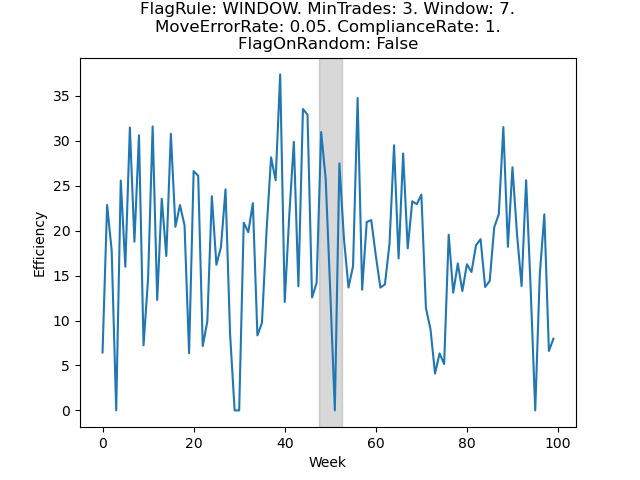 FlagRule: WINDOW. MinTrades: 3. Window: 7.
MoveErrorRate: 0.05. ComplianceRate: 1.
FlagOnRandom: False
35
30
25
20
15
10
5
0
Efficiency
0 20 40 60 80 100
Week